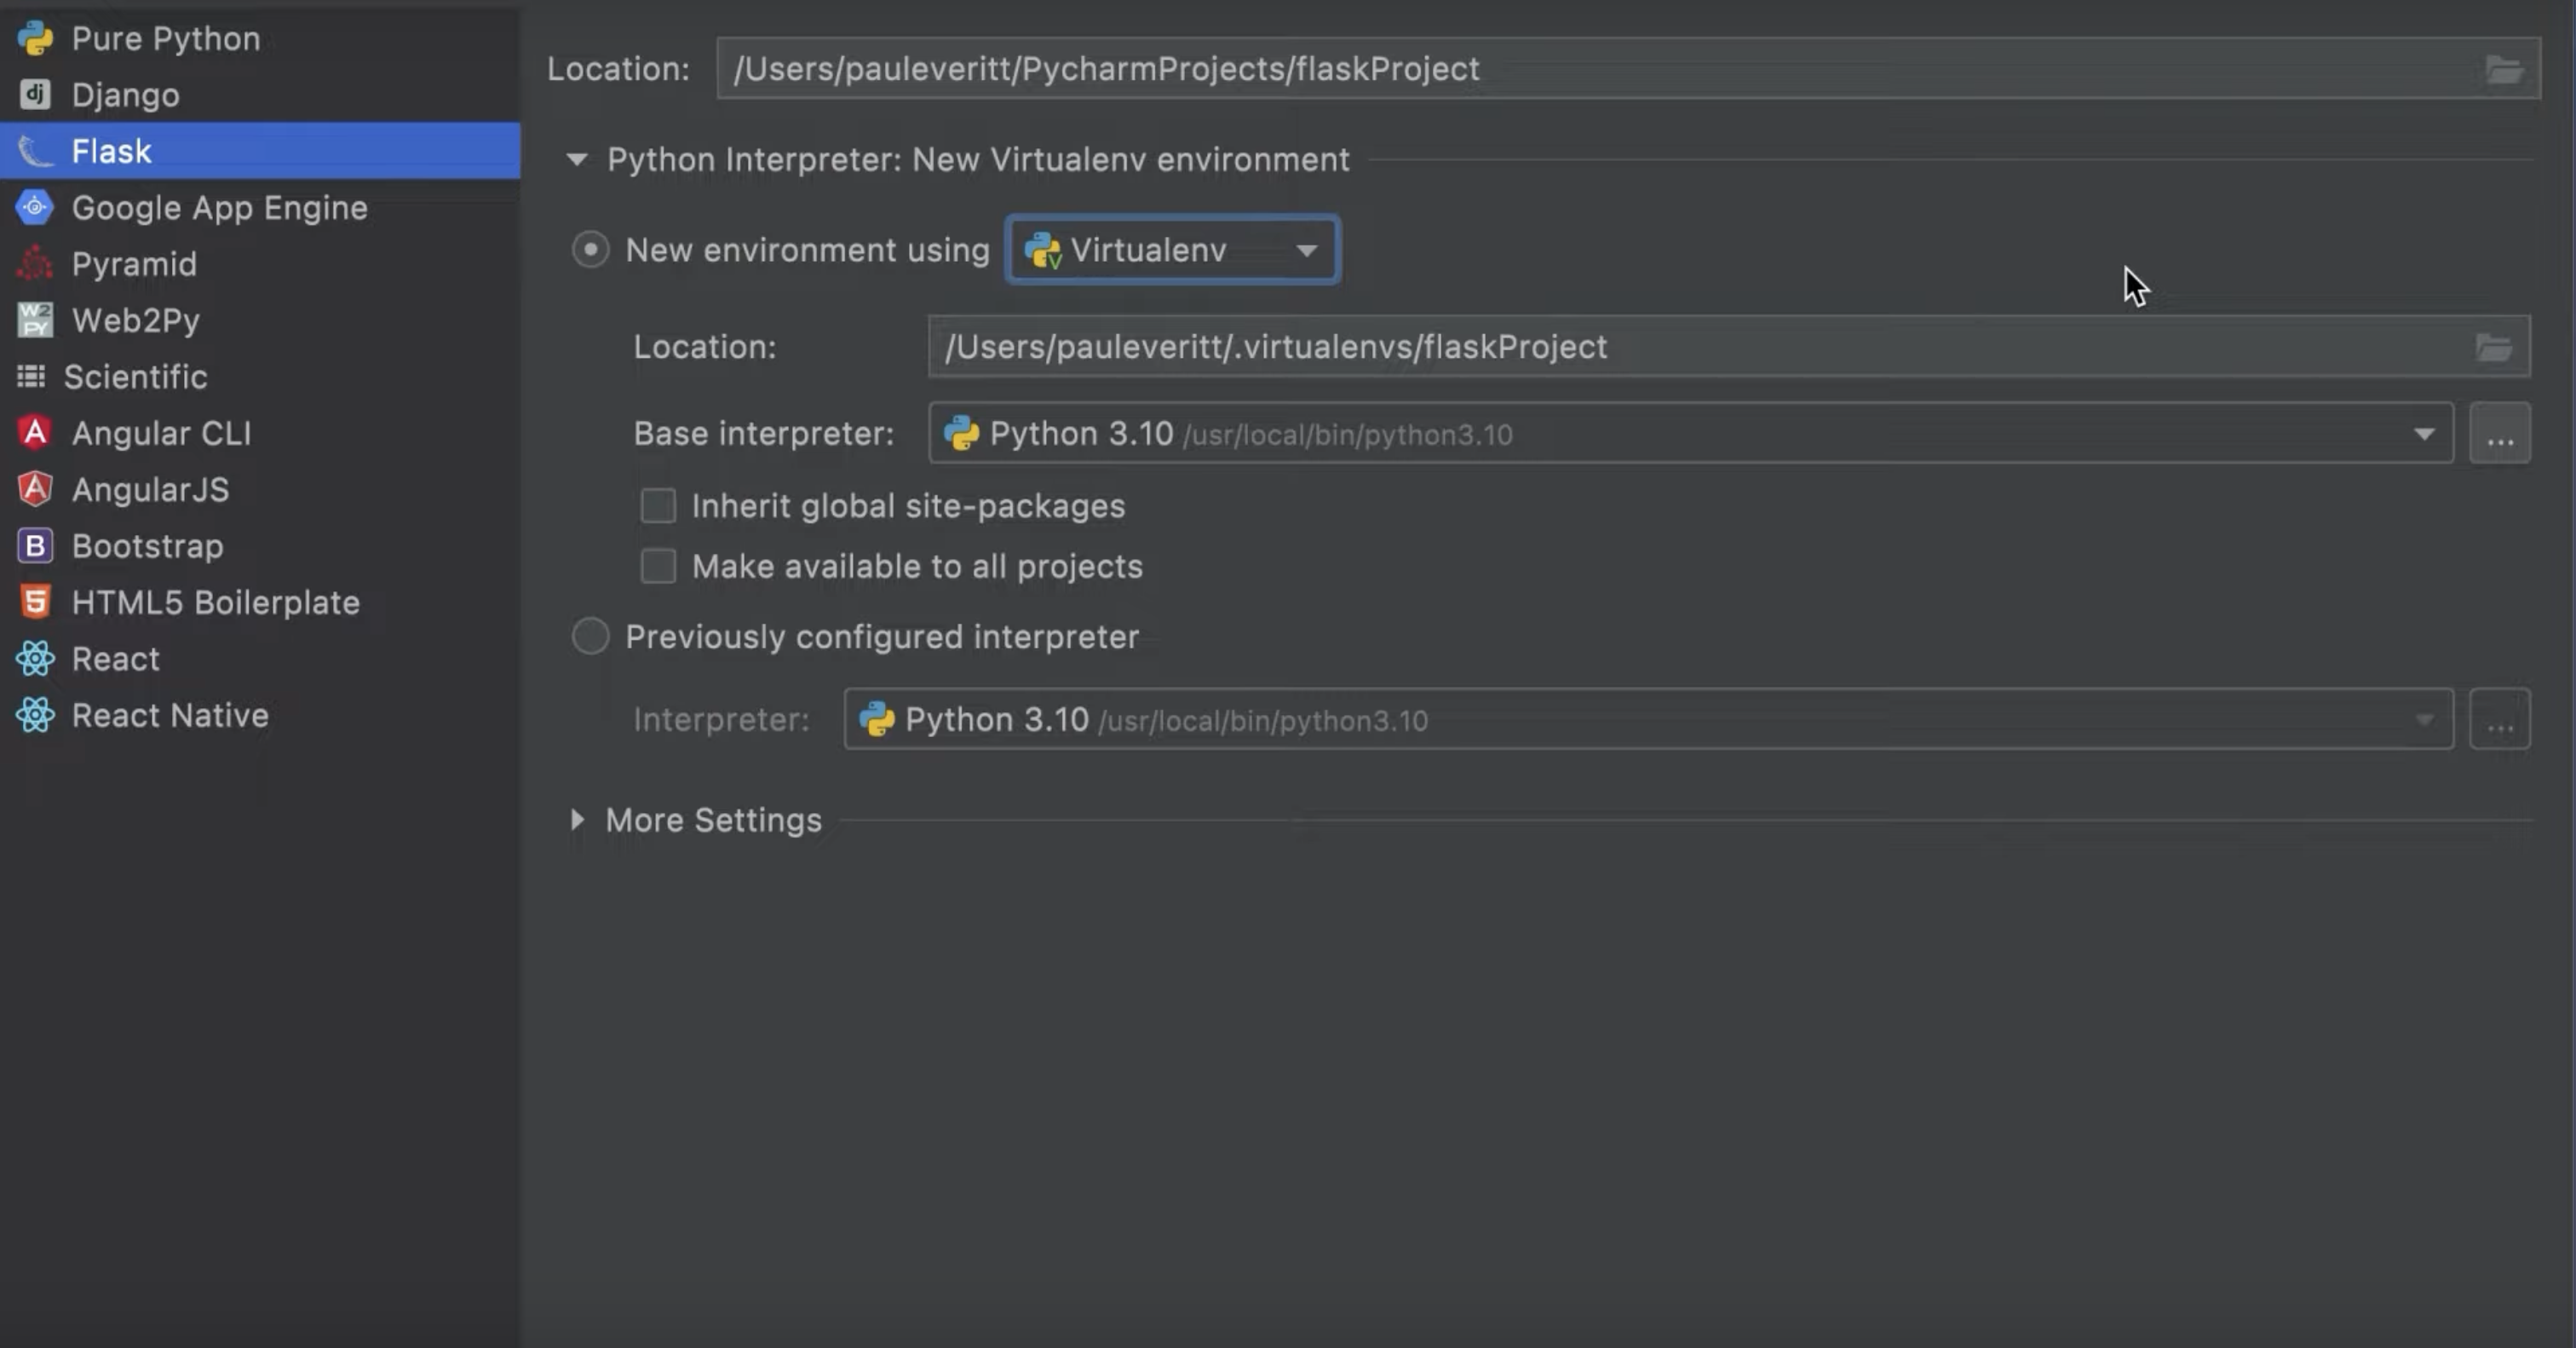 Pure Python
Django
Flask
Google App Engine
Pyramid
Web2Py
Scientific
Angular CLI
AngularJS
Bootstrap
HTML5 Boilerplate
React
React Native
Location: /Users/pauleveritt/PycharmProjects/flaskProject
Python Interpreter: New Virtualenv environment
New environment using Virtualenv
Location: /Users/pauleveritt/.virtualenvs/flaskProject
Base interpreter: Python 3.10 /usr/local/bin/python3.10 ...
Inherit global site-packages
Make available to all projects
Previously configured interpreter
Interpreter: Python 3.10 /usr/local/bin/python3.10 ...
More Settings